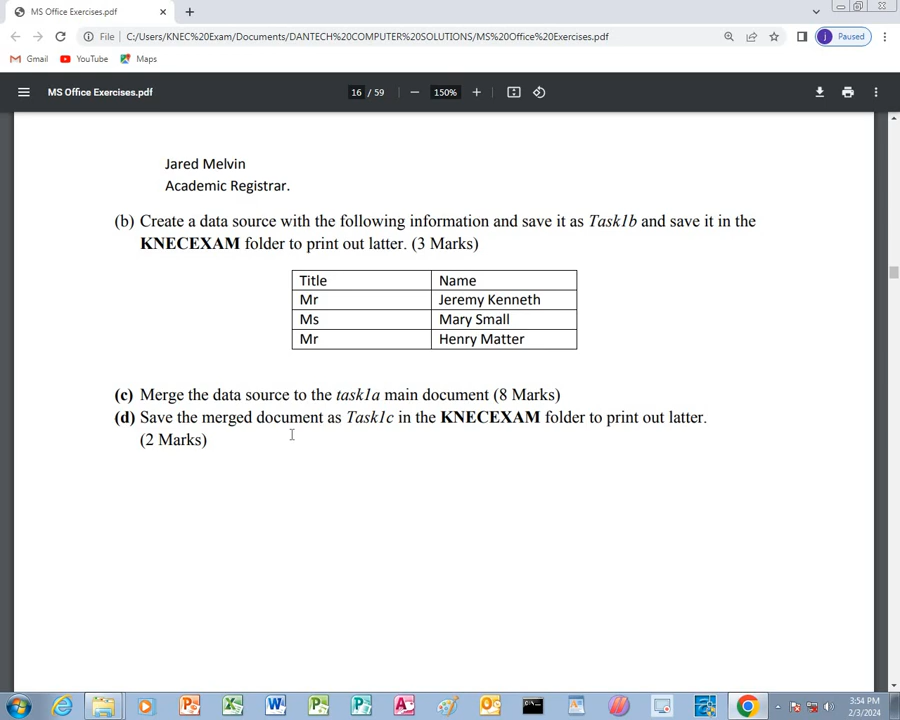 MS Office Exercises.pdf
File
C:/Users/KNEC%20Exam/Documents/DANTECH%20COMPUTER%20SOLUTIONS/MS%20Office%20Exercises.pdf
j Paused
Gmail YouTube Maps
MS Office Exercises.pdf
16 / 59
150%
Jared Melvin
Academic Registrar.
(b) Create a data source with the following information and save it as Task1b and save it in the
KNECEXAM folder to print out latter. (3 Marks)
Title Name
Mr Jeremy Kenneth
Ms Mary Small
Mr Henry Matter
(c) Merge the data source to the task1a main document (8 Marks)
(d) Save the merged document as Task1c in the KNECEXAM folder to print out latter.
(2 Marks)
3:54 PM
2/3/2024